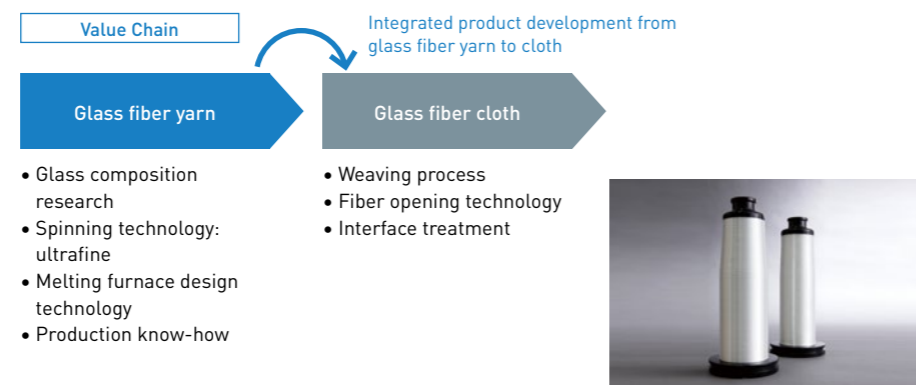 Value Chain
Integrated product development from
glass fiber yarn to cloth
Glass fiber yarn
Glass fiber cloth
• Glass composition
research
• Spinning technology:
ultrafine
• Melting furnace design
technology
• Production know-how
• Weaving process
• Fiber opening technology
• Interface treatment